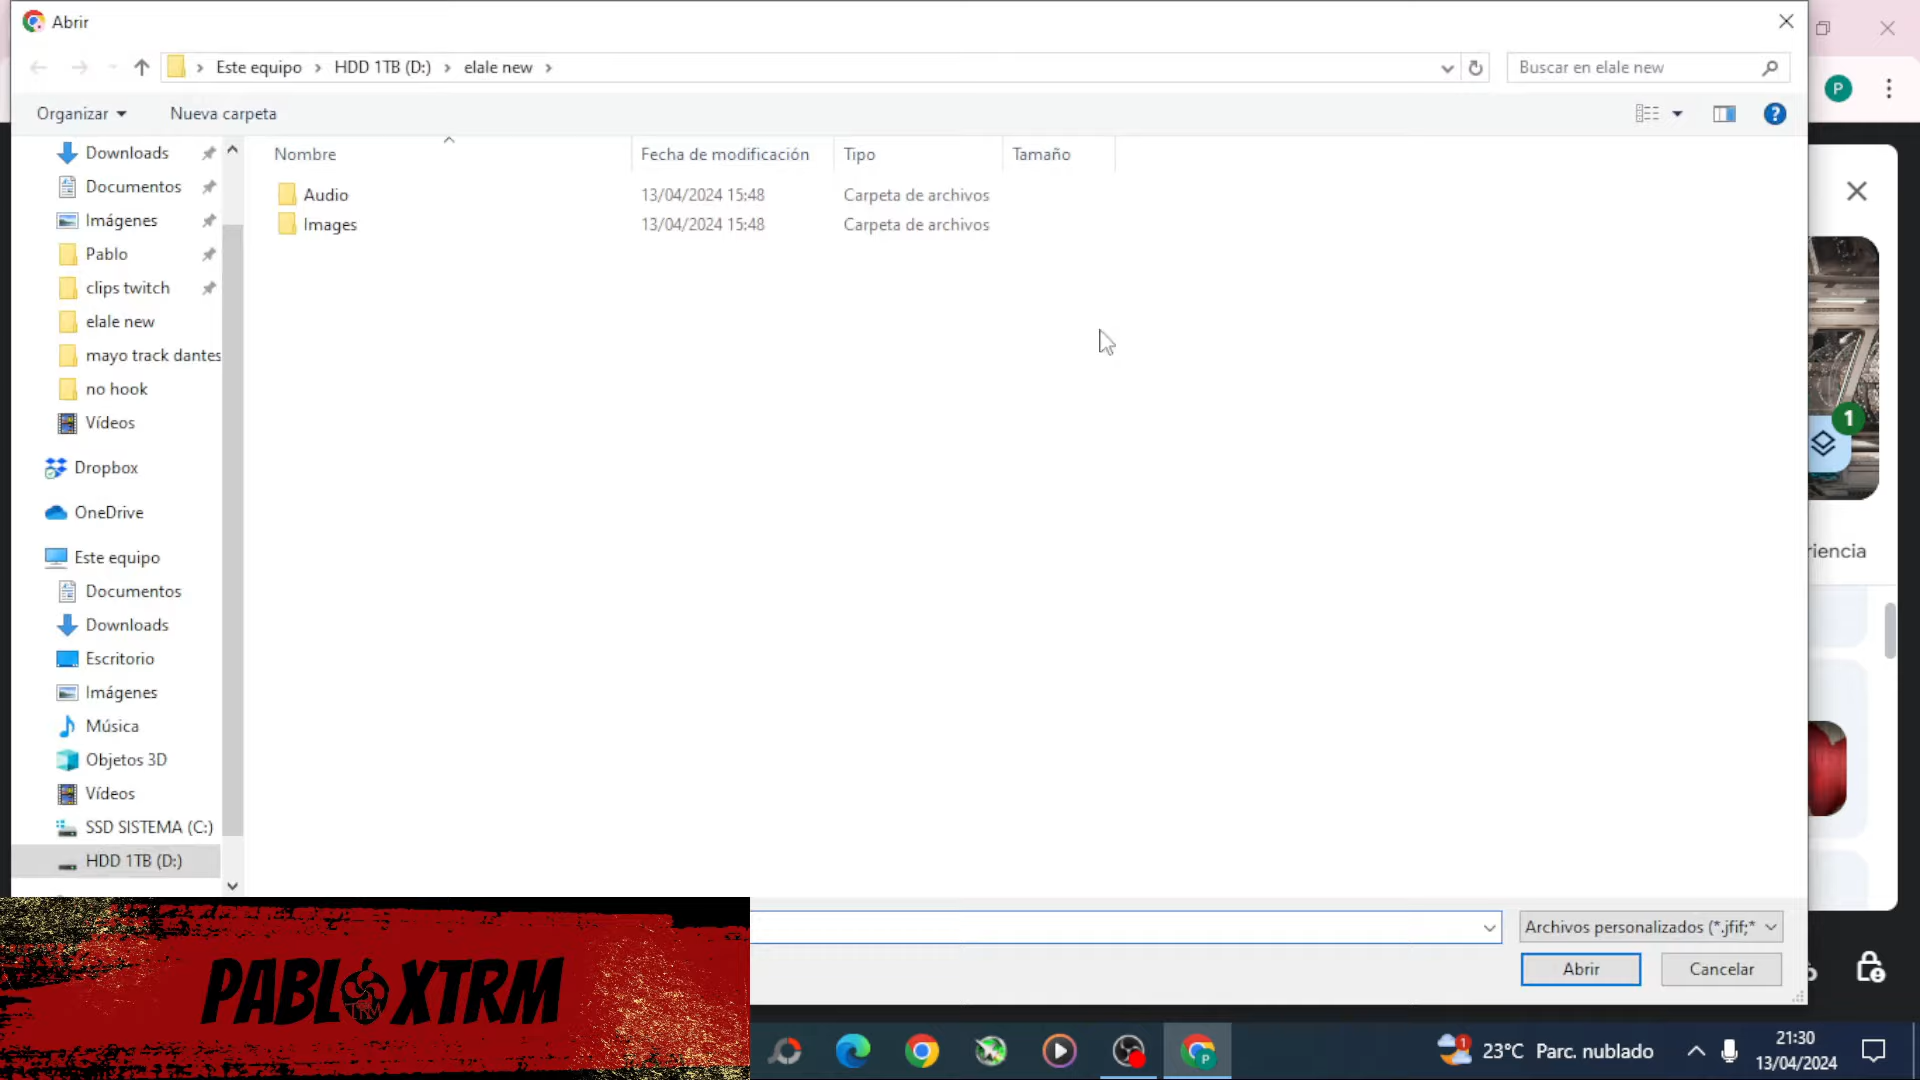 Abrir
Este equipo > HDD 1TB (D:) > elale new >
Buscar en elale new
P
Organizar
Nueva carpeta
?
Nombre
Fecha de modificación
Tipo
Tamaño
Audio
13/04/2024 15:48
Carpeta de archivos
Images
13/04/2024 15:48
Carpeta de archivos
Downloads
Documentos
Imágenes
Pablo
clips twitch
elale new
mayo track dantes
no hook
Vídeos
Dropbox
OneDrive
Este equipo
Documentos
Downloads
Escritorio
Imágenes
Música
Objetos 3D
Vídeos
SSD SISTEMA (C:)
HDD 1TB (D:)
1
riencia
Archivos personalizados (*.jfif;*
Abrir
Cancelar
PABLOXTRM
TRM
P
1
23°C Parc. nublado
21:30
13/04/2024